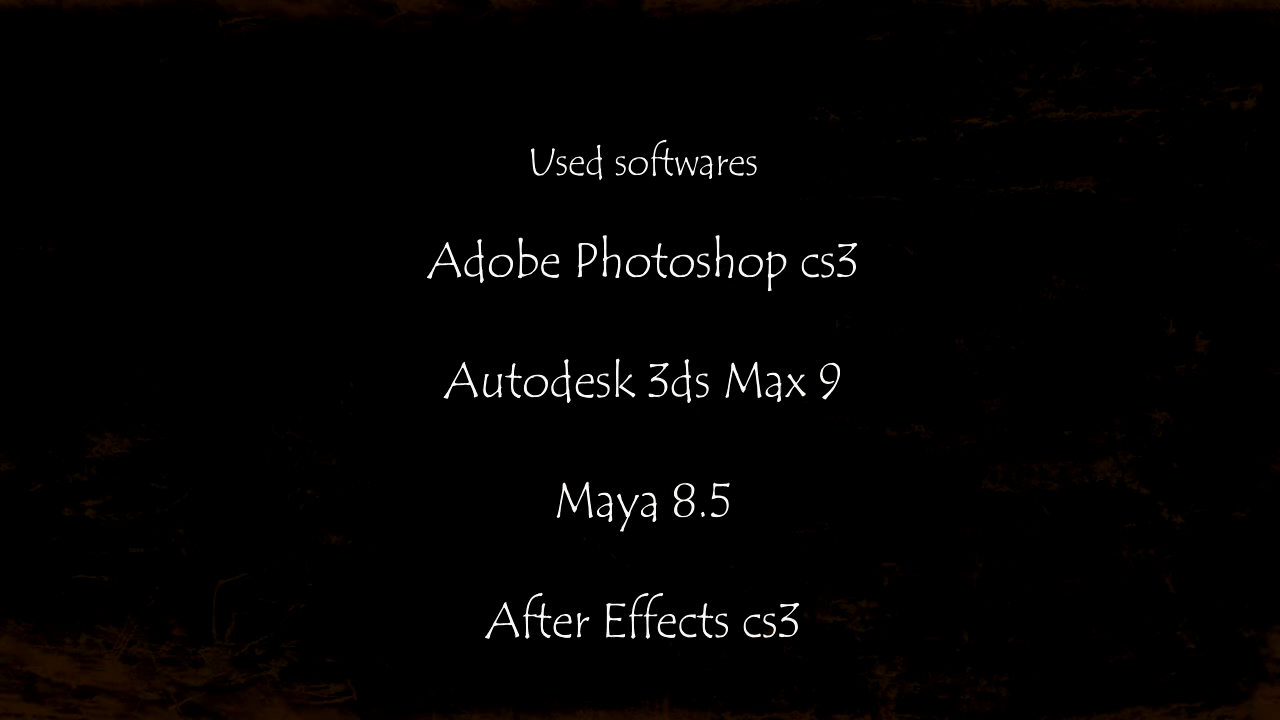 Used softwares
Adobe Photoshop cs3
Autodesk 3ds Max 9
Maya 8.5
After Effects cs3